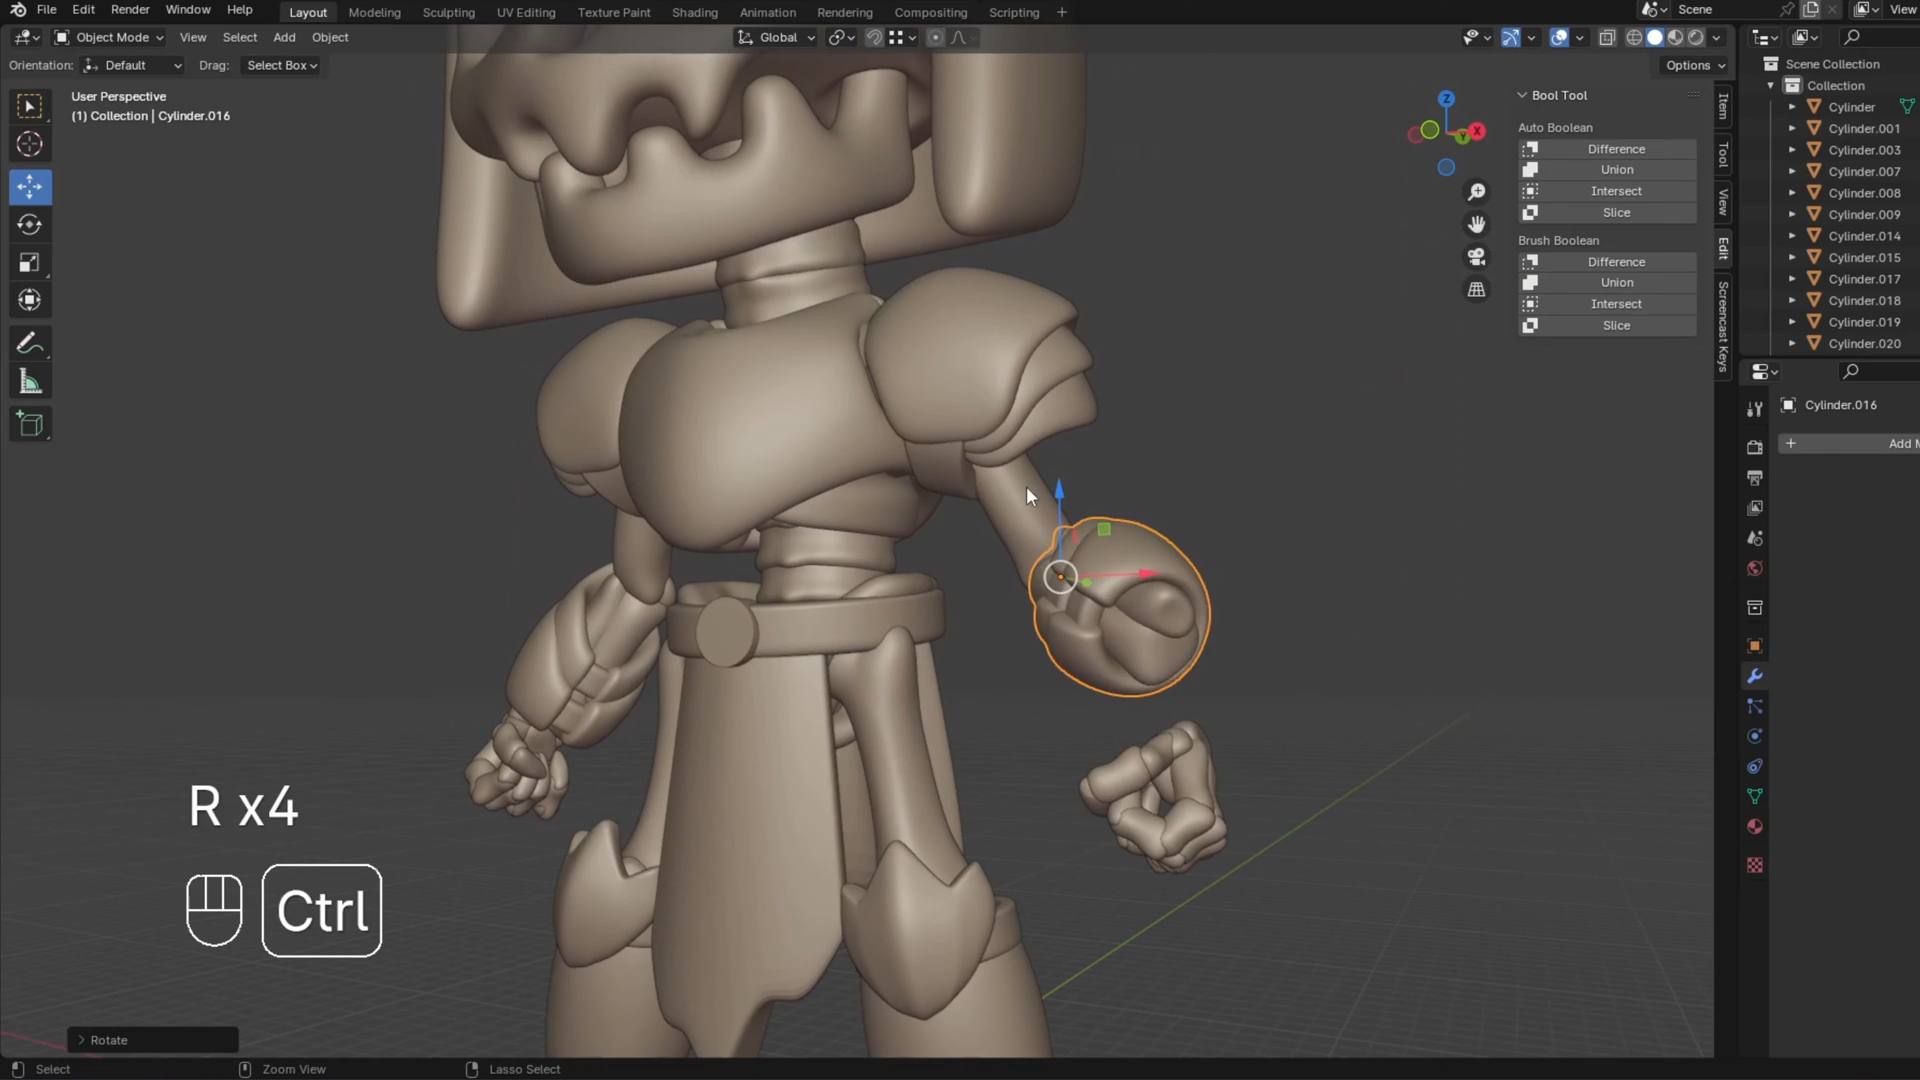 File Edit Render Window Help
Layout Modeling Sculpting UV Editing Texture Paint Shading Animation Rendering Compositing Scripting +
Scene
View
Object Mode View Select Add Object
Global
Orientation: Default Drag: Select Box
Options
User Perspective
(1) Collection | Cylinder.016
Z
X
Y
Bool Tool
Auto Boolean
Difference
Union
Intersect
Slice
Brush Boolean
Difference
Union
Intersect
Slice
Item
Tool
View
Edit
Screencast Keys
Scene Collection
Collection
Cylinder
Cylinder.001
Cylinder.003
Cylinder.007
Cylinder.008
Cylinder.009
Cylinder.014
Cylinder.015
Cylinder.017
Cylinder.018
Cylinder.019
Cylinder.020
Cylinder.016
+ Add M
R x4
Ctrl
Rotate
Select
Zoom View
Lasso Select